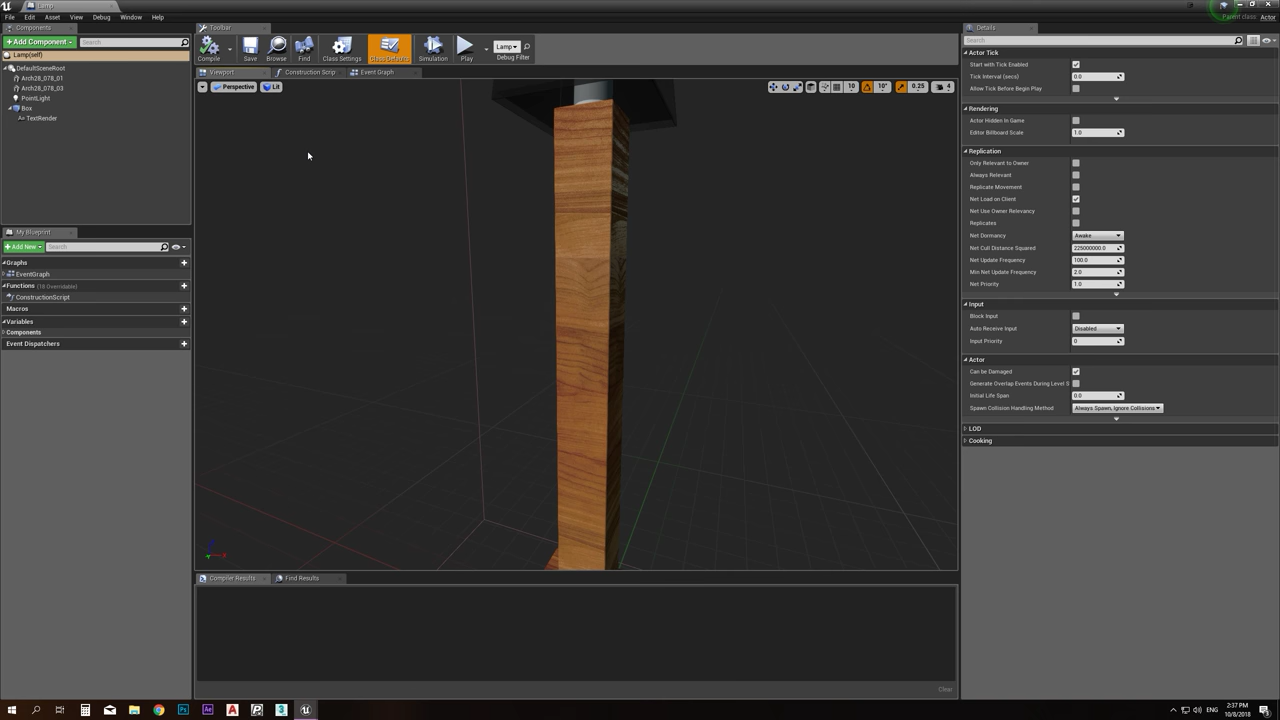 Lamp
Parent class: Actor
File Edit Asset View Debug Window Help
Components
+Add Component
Search
Lamp(self)
DefaultSceneRoot
Arch28_078_01
Arch28_078_03
PointLight
Box
TextRender
My Blueprint
+Add New
Search
Graphs
EventGraph
Functions (18 Overridable)
ConstructionScript
Macros
Variables
Components
Event Dispatchers
Toolbar
Compile Save Browse Find Class Settings Class Defaults Simulation Play
Lamp
Debug Filter
Viewport Construction Scrip Event Graph
Perspective Lit
10 10° 0.25 4
Compiler Results Find Results
Clear
Details
Search
Actor Tick
Start with Tick Enabled
Tick Interval (secs) 0.0
Allow Tick Before Begin Play
Rendering
Actor Hidden In Game
Editor Billboard Scale 1.0
Replication
Only Relevant to Owner
Always Relevant
Replicate Movement
Net Load on Client
Net Use Owner Relevancy
Replicates
Net Dormancy Awake
Net Cull Distance Squared 225000000.0
Net Update Frequency 100.0
Min Net Update Frequency 2.0
Net Priority 1.0
Input
Block Input
Auto Receive Input Disabled
Input Priority 0
Actor
Can be Damaged
Generate Overlap Events During Level S
Initial Life Span 0.0
Spawn Collision Handling Method Always Spawn, Ignore Collisions
LOD
Cooking
ENG
2:37 PM
10/8/2018